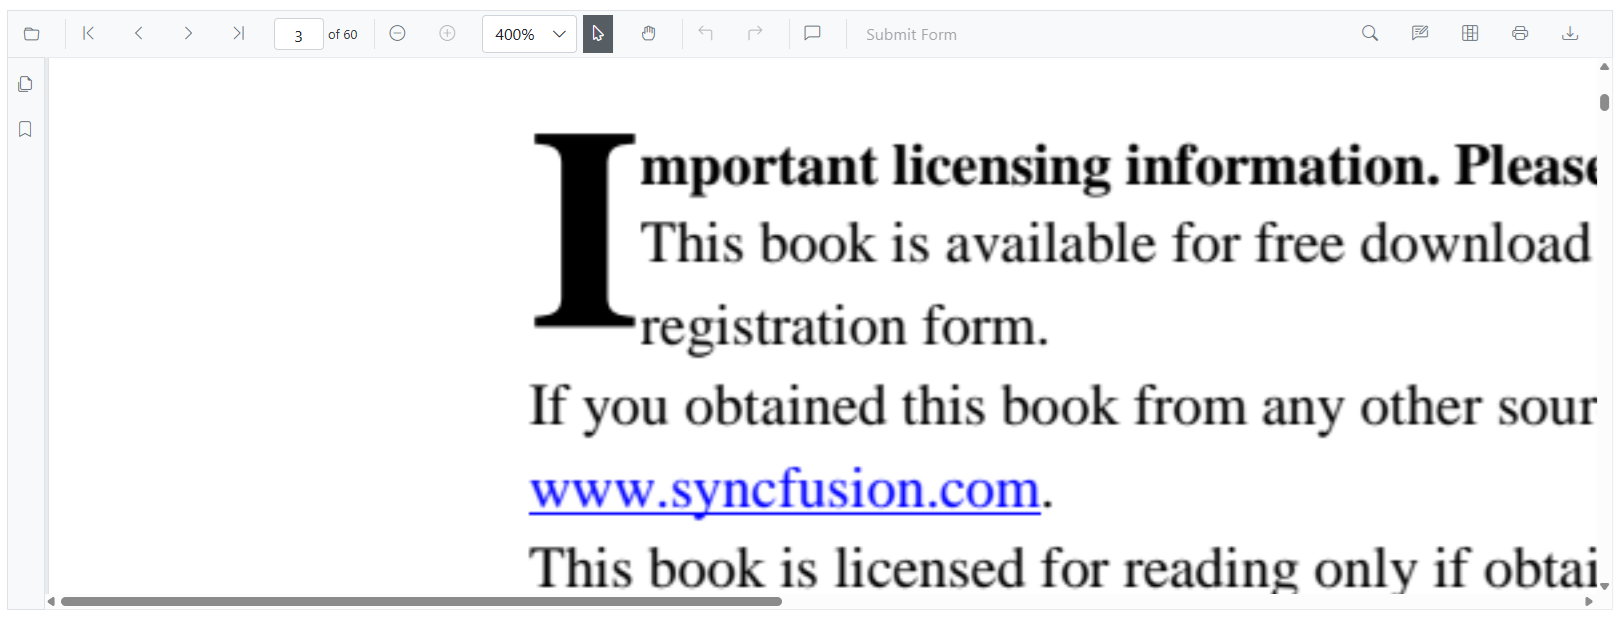 3 of 60 400% Submit Form
Important licensing information. Please
This book is available for free download
registration form.
If you obtained this book from any other sour
www.syncfusion.com.
This book is licensed for reading only if obtai